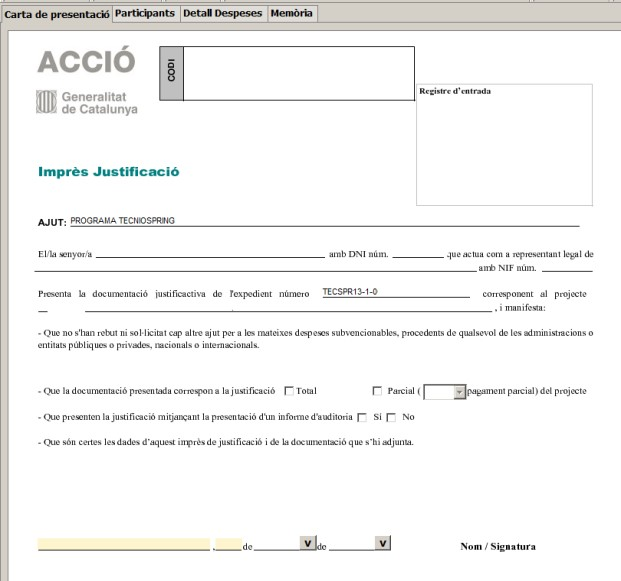 Carta de presentació Participants Detall Despeses Memòria
ACCIÓ
CODI
Generalitat
de Catalunya
Registre d'entrada
Imprès Justificació
AJUT: PROGRAMA TECNIOSPRING
El/la senyor/a amb DNI núm. , que actua com a representant legal de
amb NIF núm.
Presenta la documentació justificactiva de l'expedient número TECSPR13-1-0 corresponent al projecte
, i manifesta:
- Que no s'han rebut ni sol·licitat cap altre ajut per a les mateixes despeses subvencionables, procedents de qualsevol de les administracions o
entitats públiques o privades, nacionals o internacionals.
- Que la documentació presentada correspon a la justificació Total Parcial ( pagament parcial) del projecte
- Que presenten la justificació mitjançant la presentació d'un informe d'auditoria Sí No
- Que són certes les dades d'aquest imprès de justificació i de la documentació que s'hi adjunta.
, de V de V
Nom / Signatura